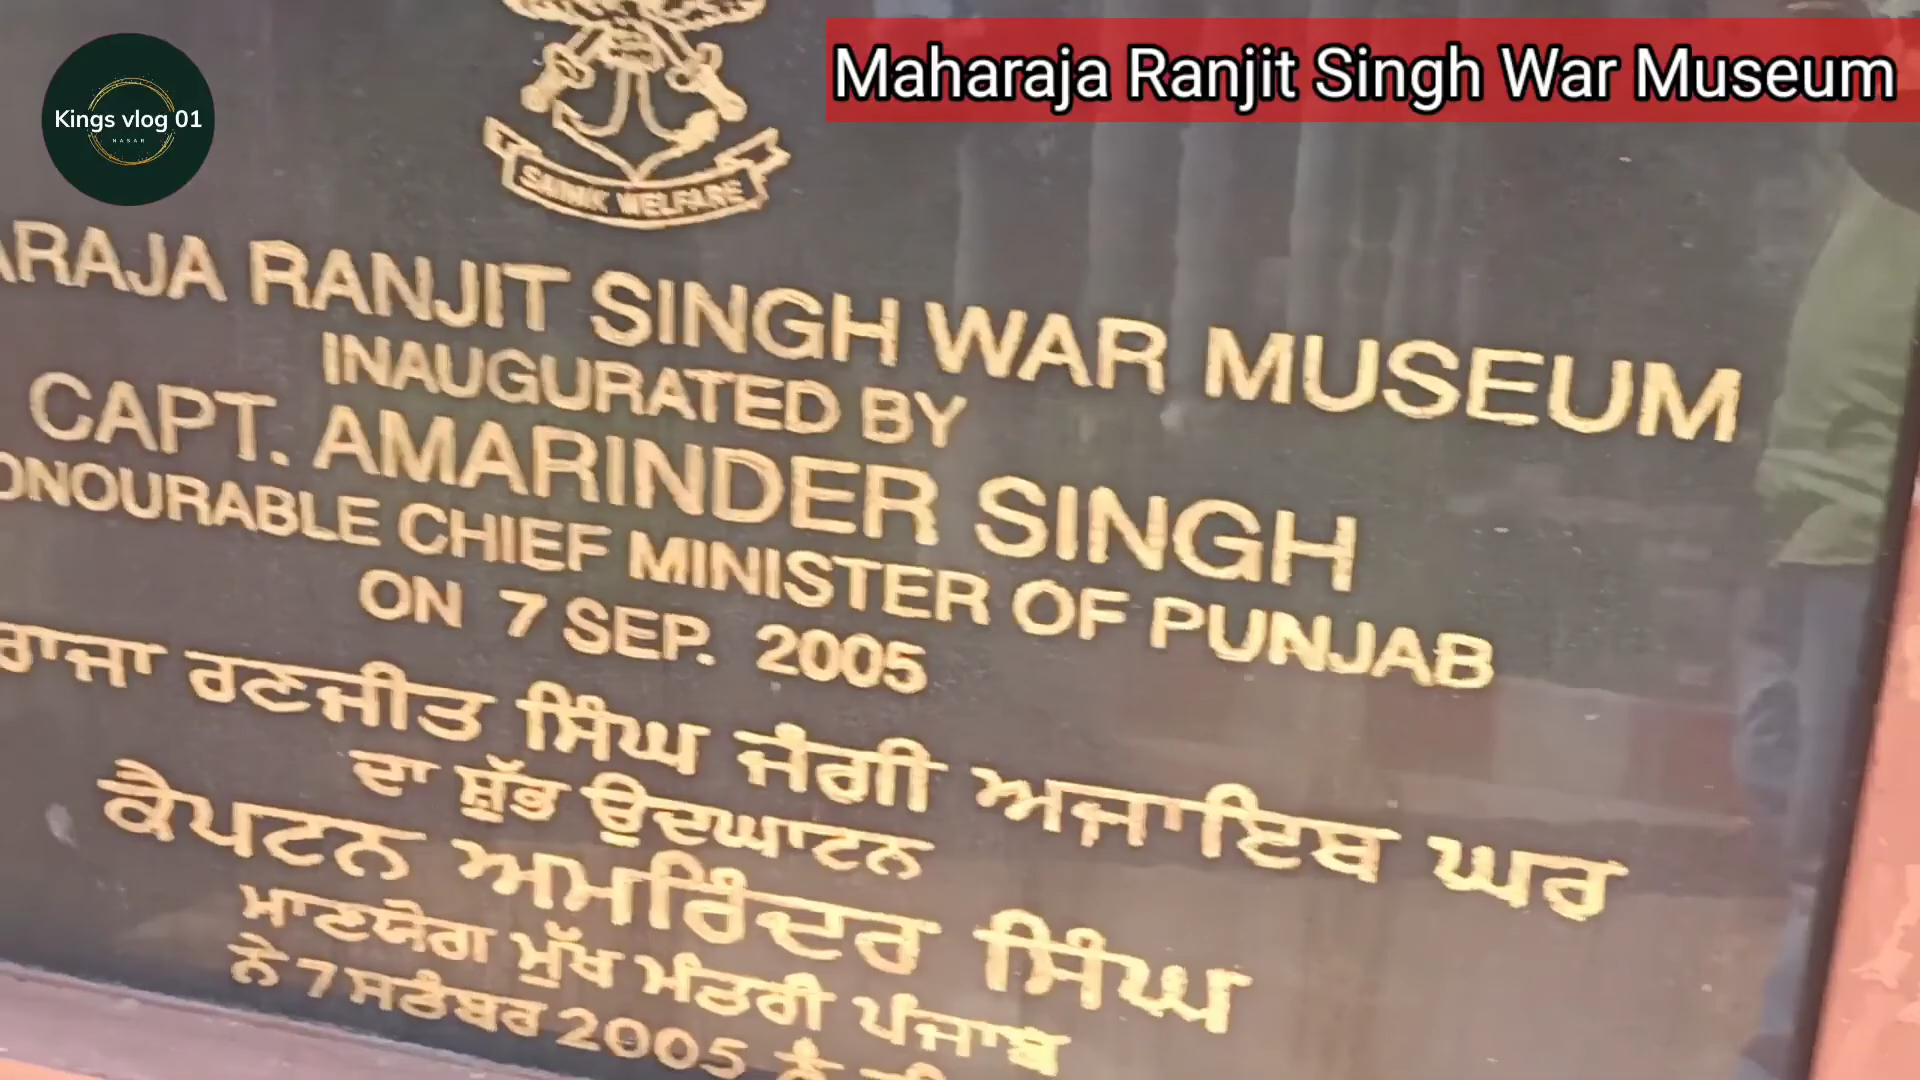 Maharaja Ranjit Singh War Museum
Kings vlog 01
NASAR
SAINIK WELFARE
ARAJA RANJIT SINGH WAR MUSEUM
INAUGURATED BY
CAPT. AMARINDER SINGH
ONOURABLE CHIEF MINISTER OF PUNJAB
ON 7 SEP. 2005
ਰਾਜਾ ਰਣਜੀਤ ਸਿੰਘ ਜੰਗੀ ਅਜਾਇਬ ਘਰ
ਦਾ ਸ਼ੁੱਭ ਉਦਘਾਟਨ
ਕੈਪਟਨ ਅਮਰਿੰਦਰ ਸਿੰਘ
ਮਾਣਯੋਗ ਮੁੱਖ ਮੰਤਰੀ ਪੰਜਾਬ
ਨੇ 7 ਸਤੰਬਰ 2005 ਨੂੰ